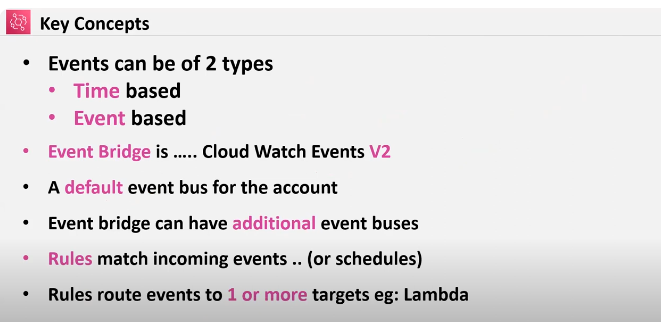 Key Concepts
• Events can be of 2 types
• Time based
• Event based
• Event Bridge is ..... Cloud Watch Events V2
• A default event bus for the account
• Event bridge can have additional event buses
• Rules match incoming events .. (or schedules)
• Rules route events to 1 or more targets eg: Lambda